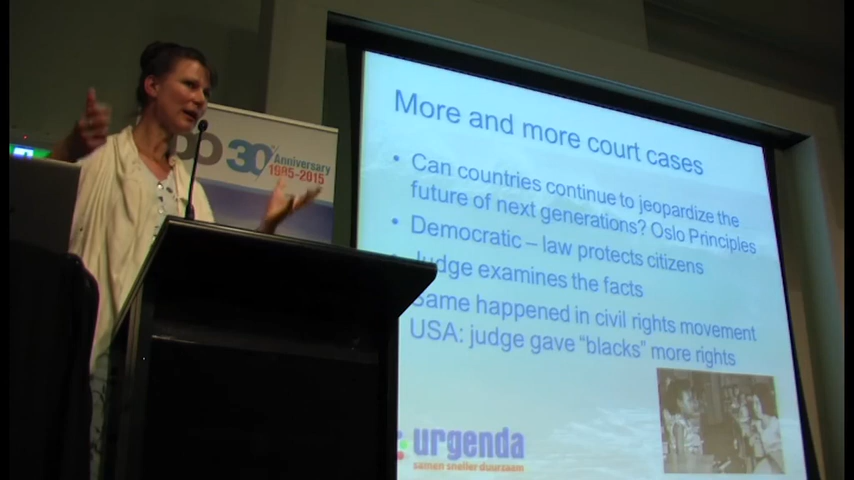 30
Anniversary
1985-2015
More and more court cases
• Can countries continue to jeopardize the
future of next generations? Oslo Principles
• Democratic – law protects citizens
Judge examines the facts
Same happened in civil rights movement
USA: judge gave “blacks” more rights
urgenda
samen sneller duurzaam